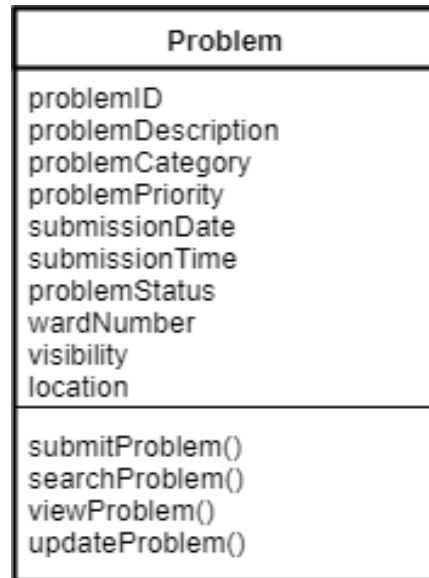 Problem
problemID
problemDescription
problemCategory
problemPriority
submissionDate
submissionTime
problemStatus
wardNumber
visibility
location
submitProblem()
searchProblem()
viewProblem()
updateProblem()